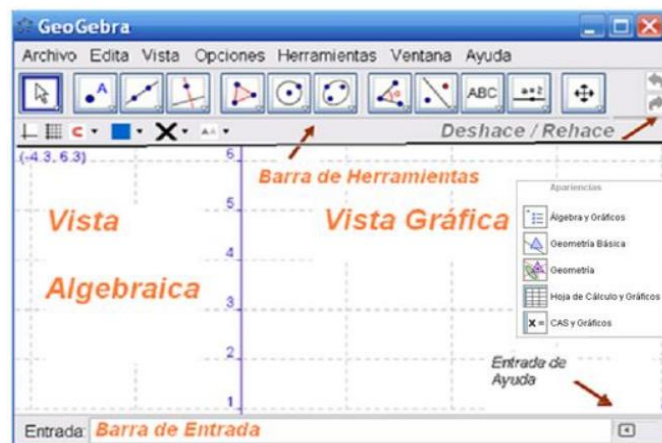 GeoGebra
Archivo Edita Vista Opciones Herramientas Ventana Ayuda
A
ABC
a=2
Deshace / Rehace
(-4.3, 6.3)
6
Barra de Herramientas
Apariencias
5
Vista
Vista Gráfica
Álgebra y Gráficos
4
Geometría Básica
Algebraica
Geometría
3
Hoja de Cálculo y Gráficos
X = CAS y Gráficos
2
Entrada de
Ayuda
1
Entrada: Barra de Entrada